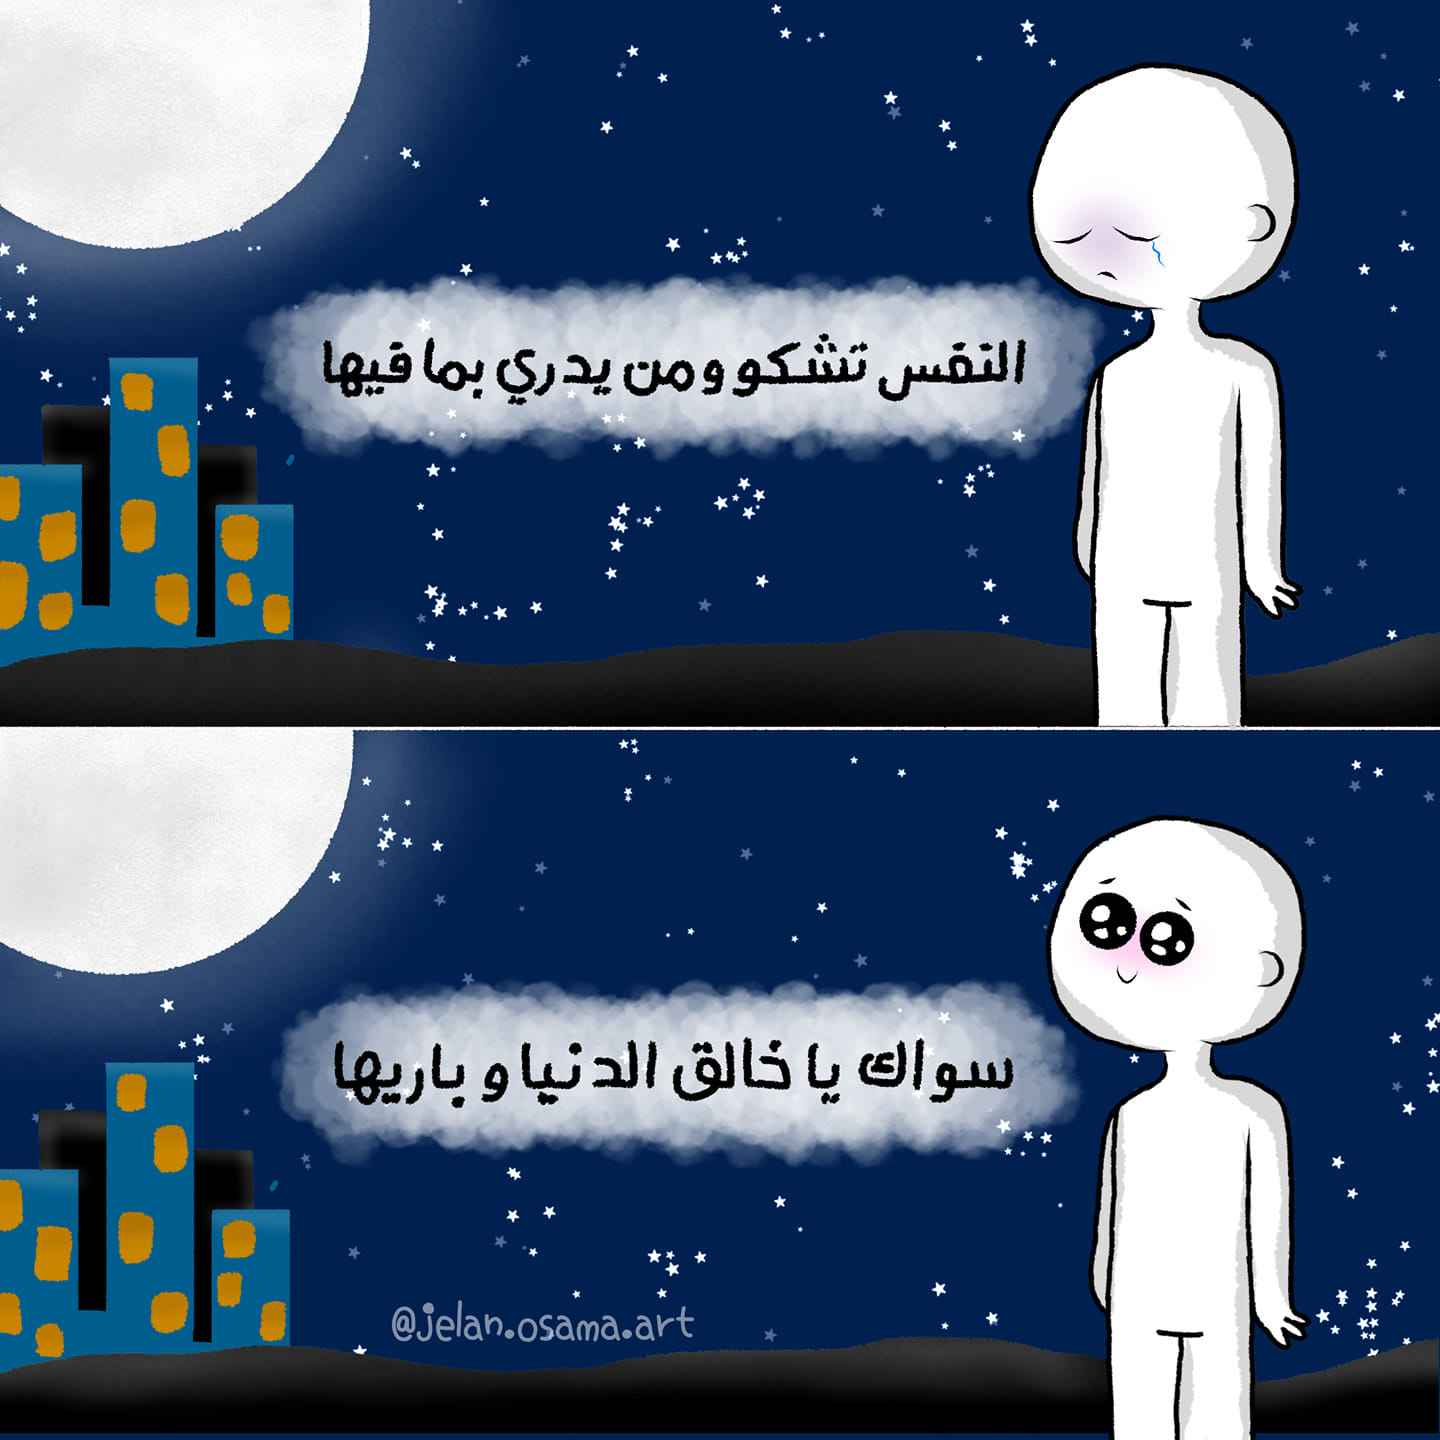 النفس تشكو ومن يدري بما فيها
سواك يا خالق الدنيا و باريها
@jelan.osama.art